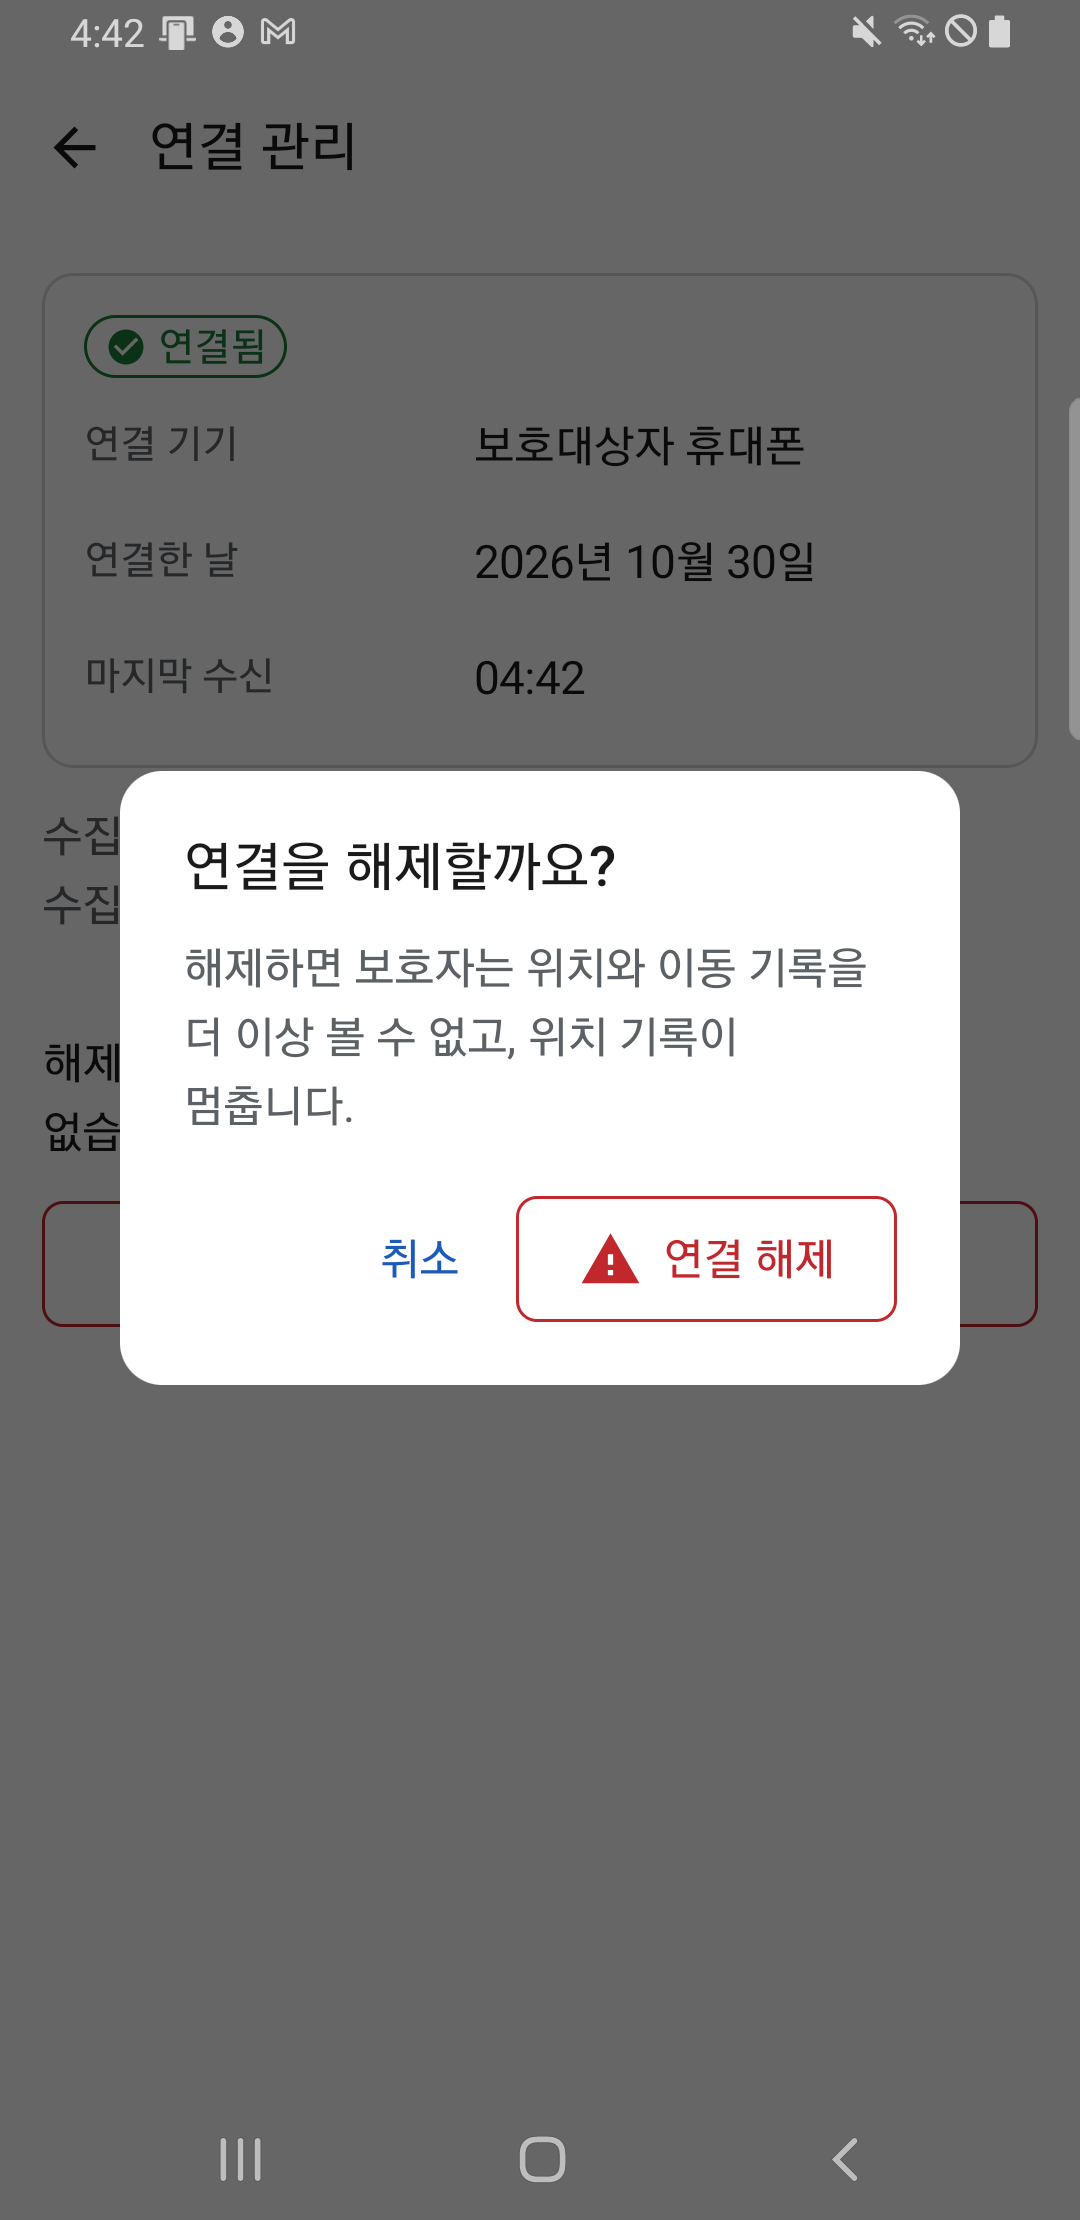 4:42
연결 관리
연결됨
연결 기기 보호대상자 휴대폰
연결한 날 2026년 10월 30일
마지막 수신 04:42
수집
수집
연결을 해제할까요?
해제하면 보호자는 위치와 이동 기록을
더 이상 볼 수 없고, 위치 기록이
멈춥니다.
해제
없습
취소 연결 해제